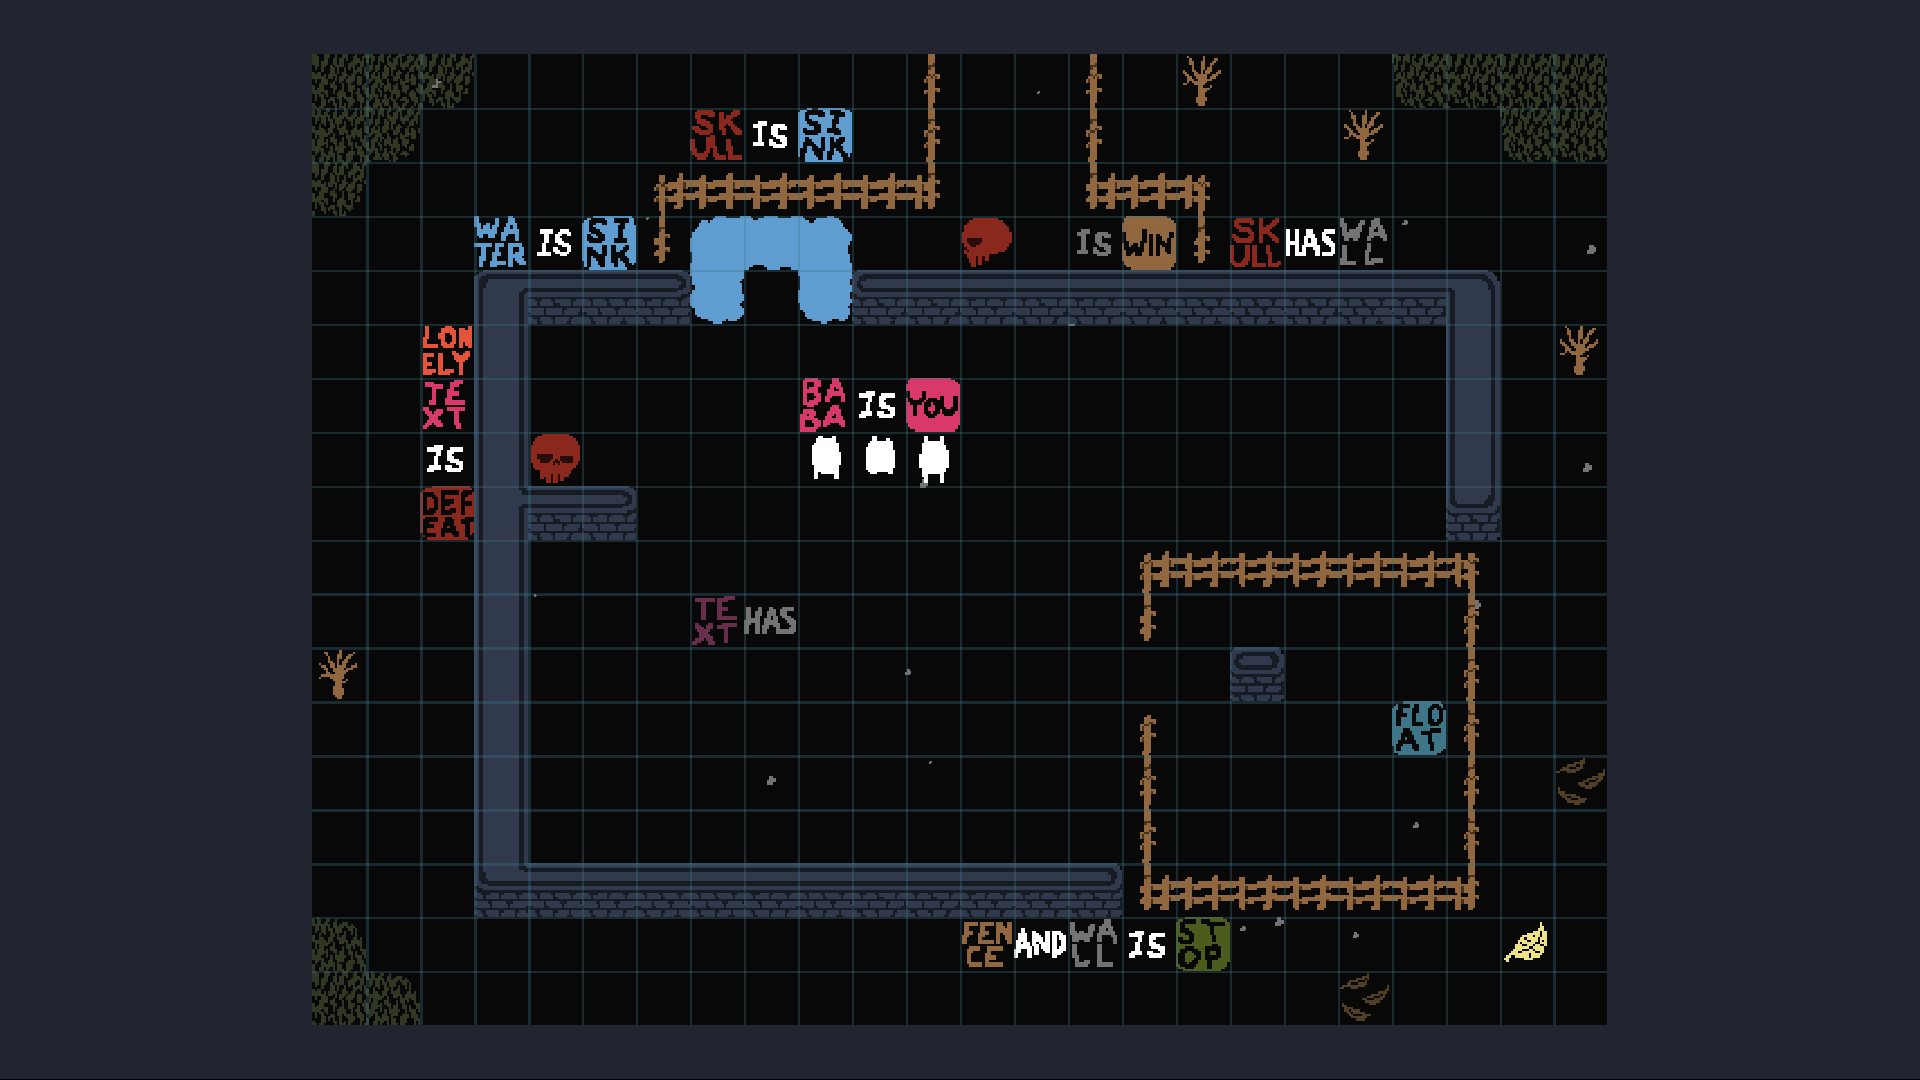 SKULL IS SINK
WATER IS SINK
IS WIN
SKULL HAS WALL
LONELY
TEXT
IS
DEFEAT
BABA IS YOU
TEXT HAS
FLOAT
FENCE AND WALL IS STOP